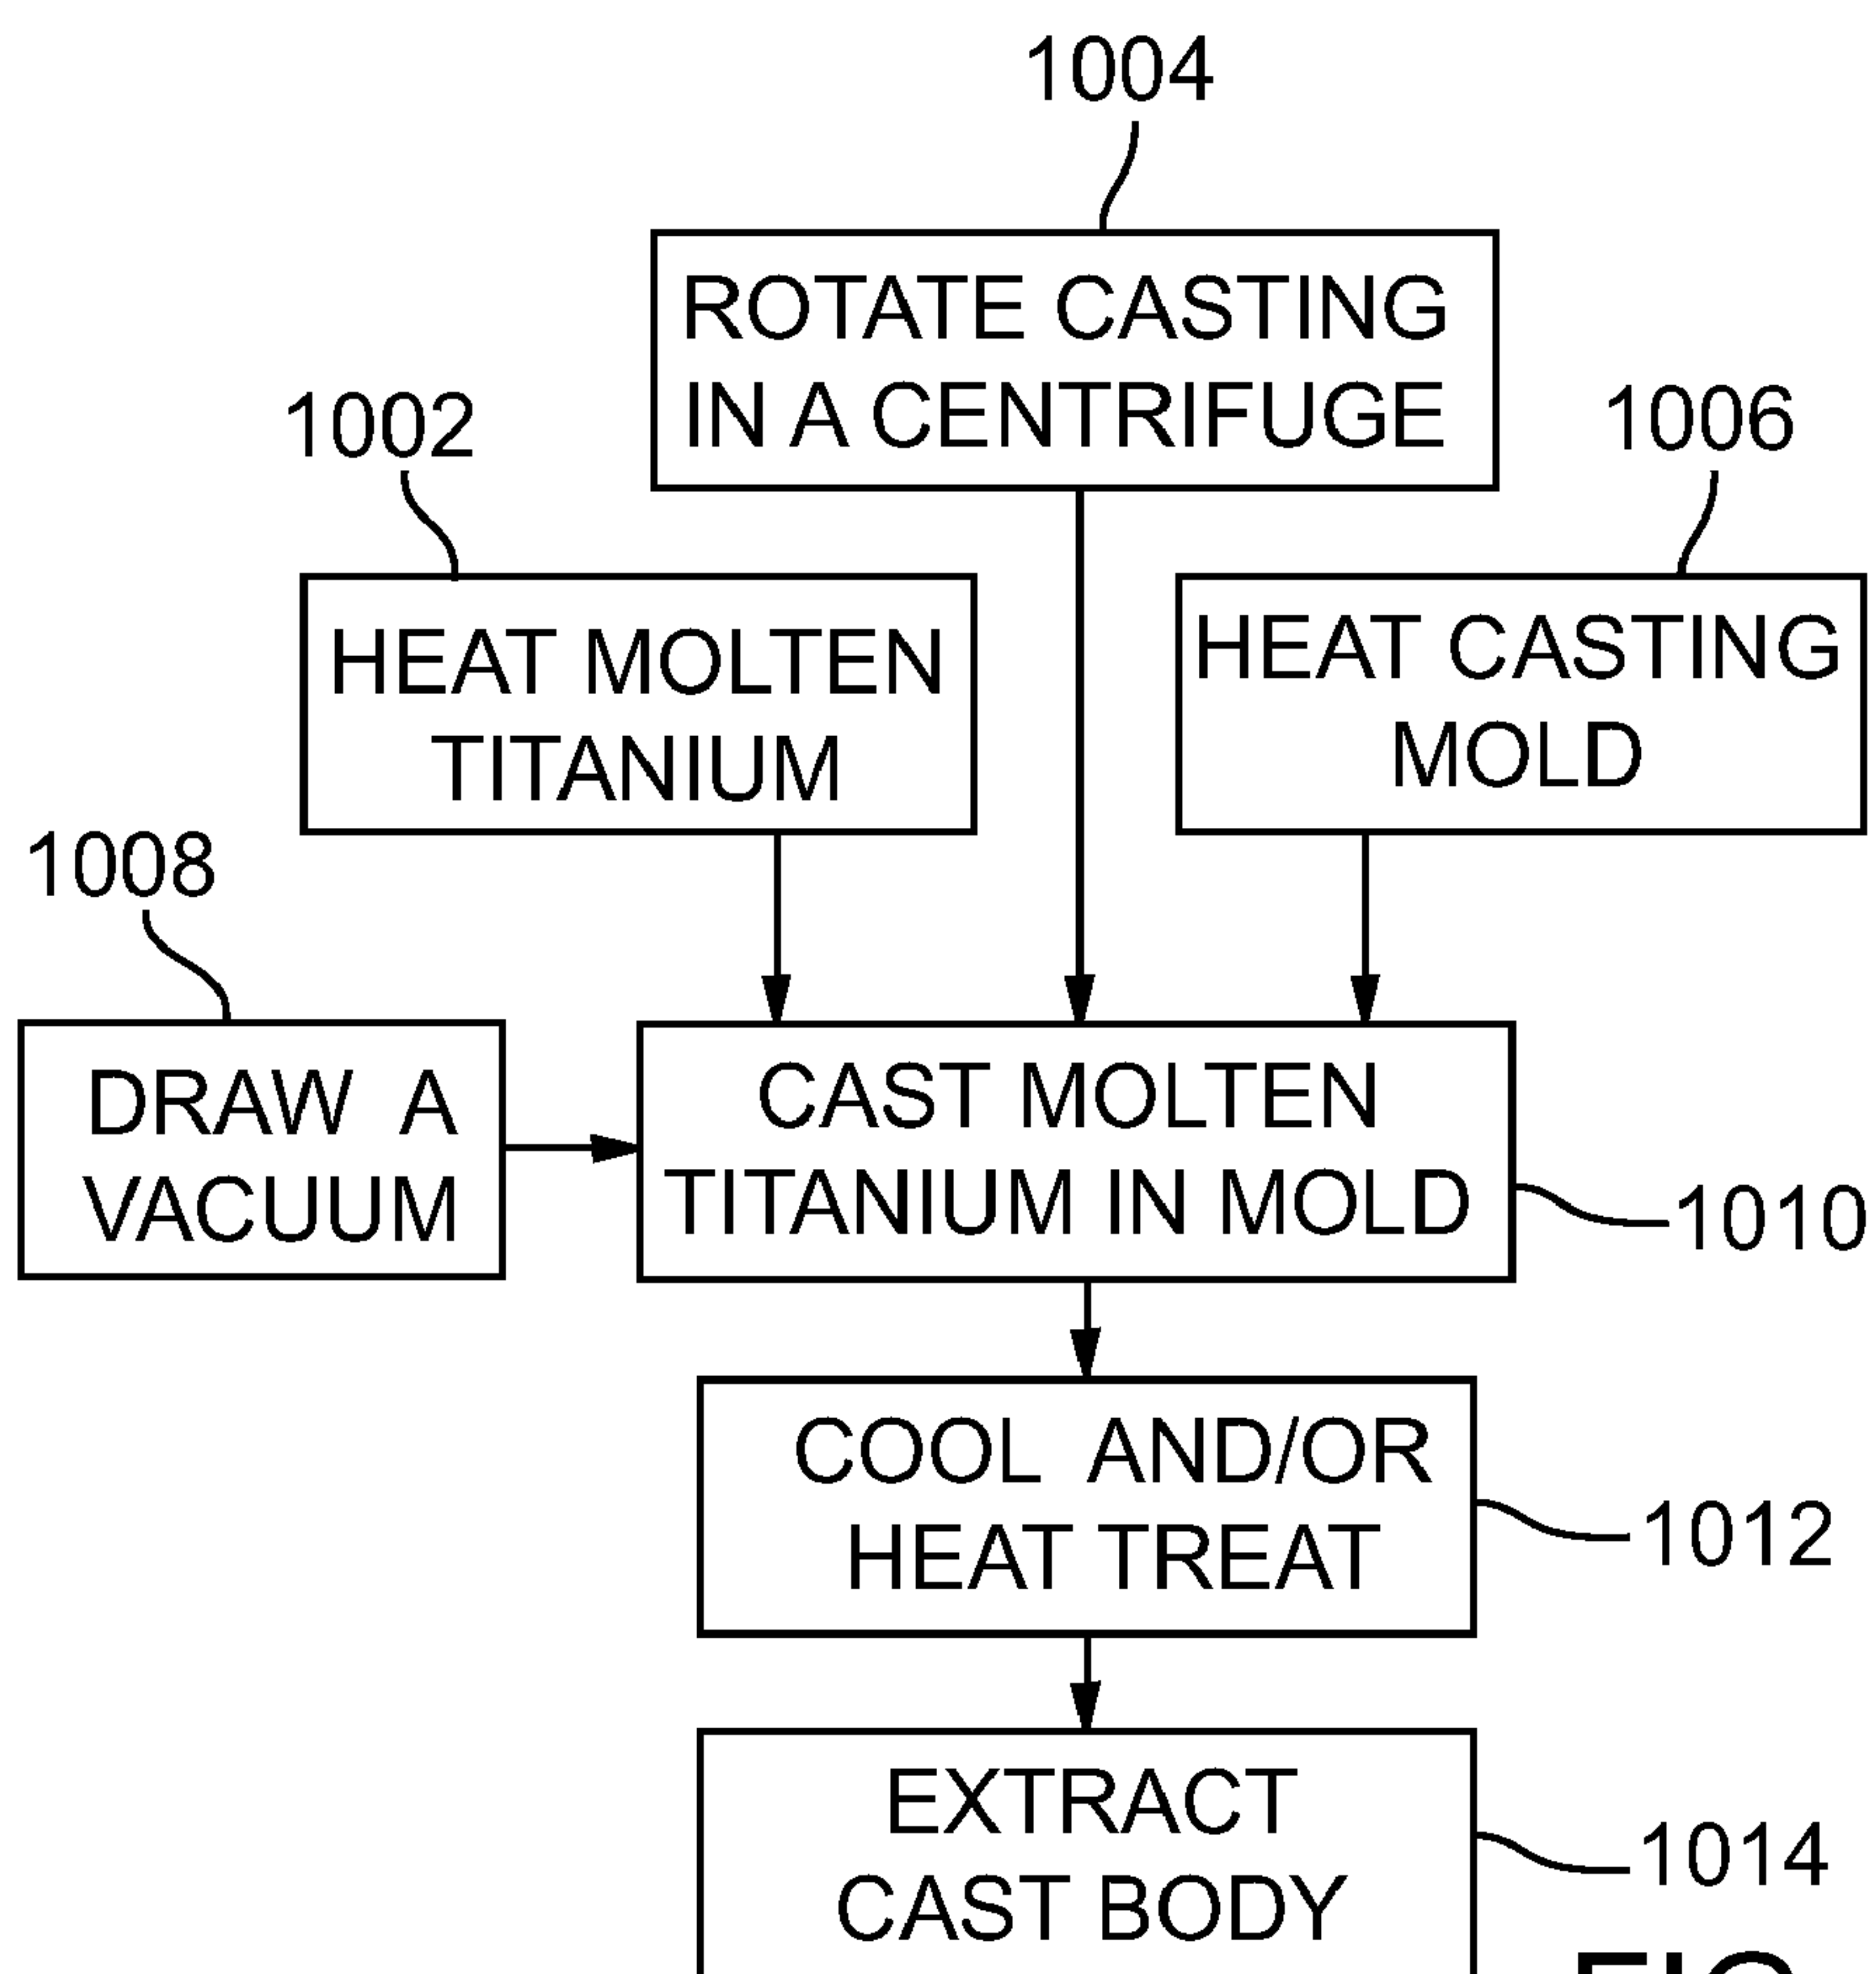 1004
ROTATE CASTING
IN A CENTRIFUGE
1002
1006
HEAT MOLTEN
TITANIUM
HEAT CASTING
MOLD
1008
DRAW A
VACUUM
CAST MOLTEN
TITANIUM IN MOLD
1010
COOL AND/OR
HEAT TREAT
1012
EXTRACT
CAST BODY
1014